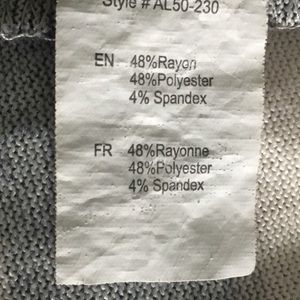 Style # AL50-230
EN 48%Rayon
48%Polyester
4% Spandex
FR 48%Rayonne
48%Polyester
4% Spandex